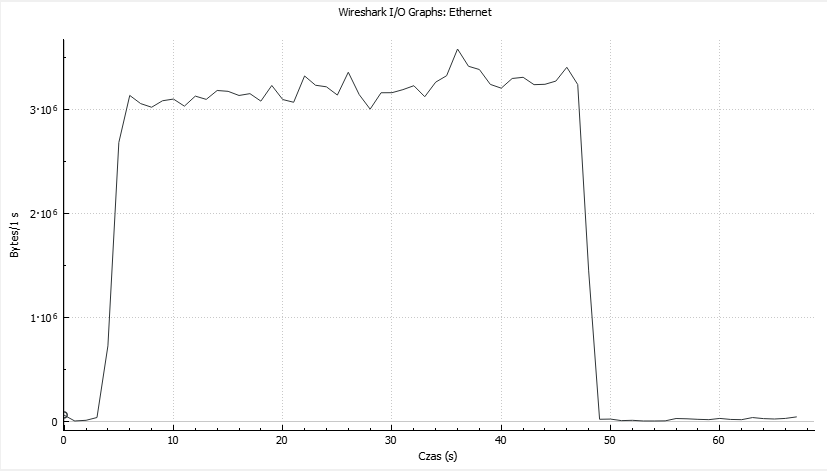 Wireshark I/O Graphs: Ethernet
3·10⁶
2·10⁶
1·10⁶
0
Bytes/1 s
0 10 20 30 40 50 60
Czas (s)